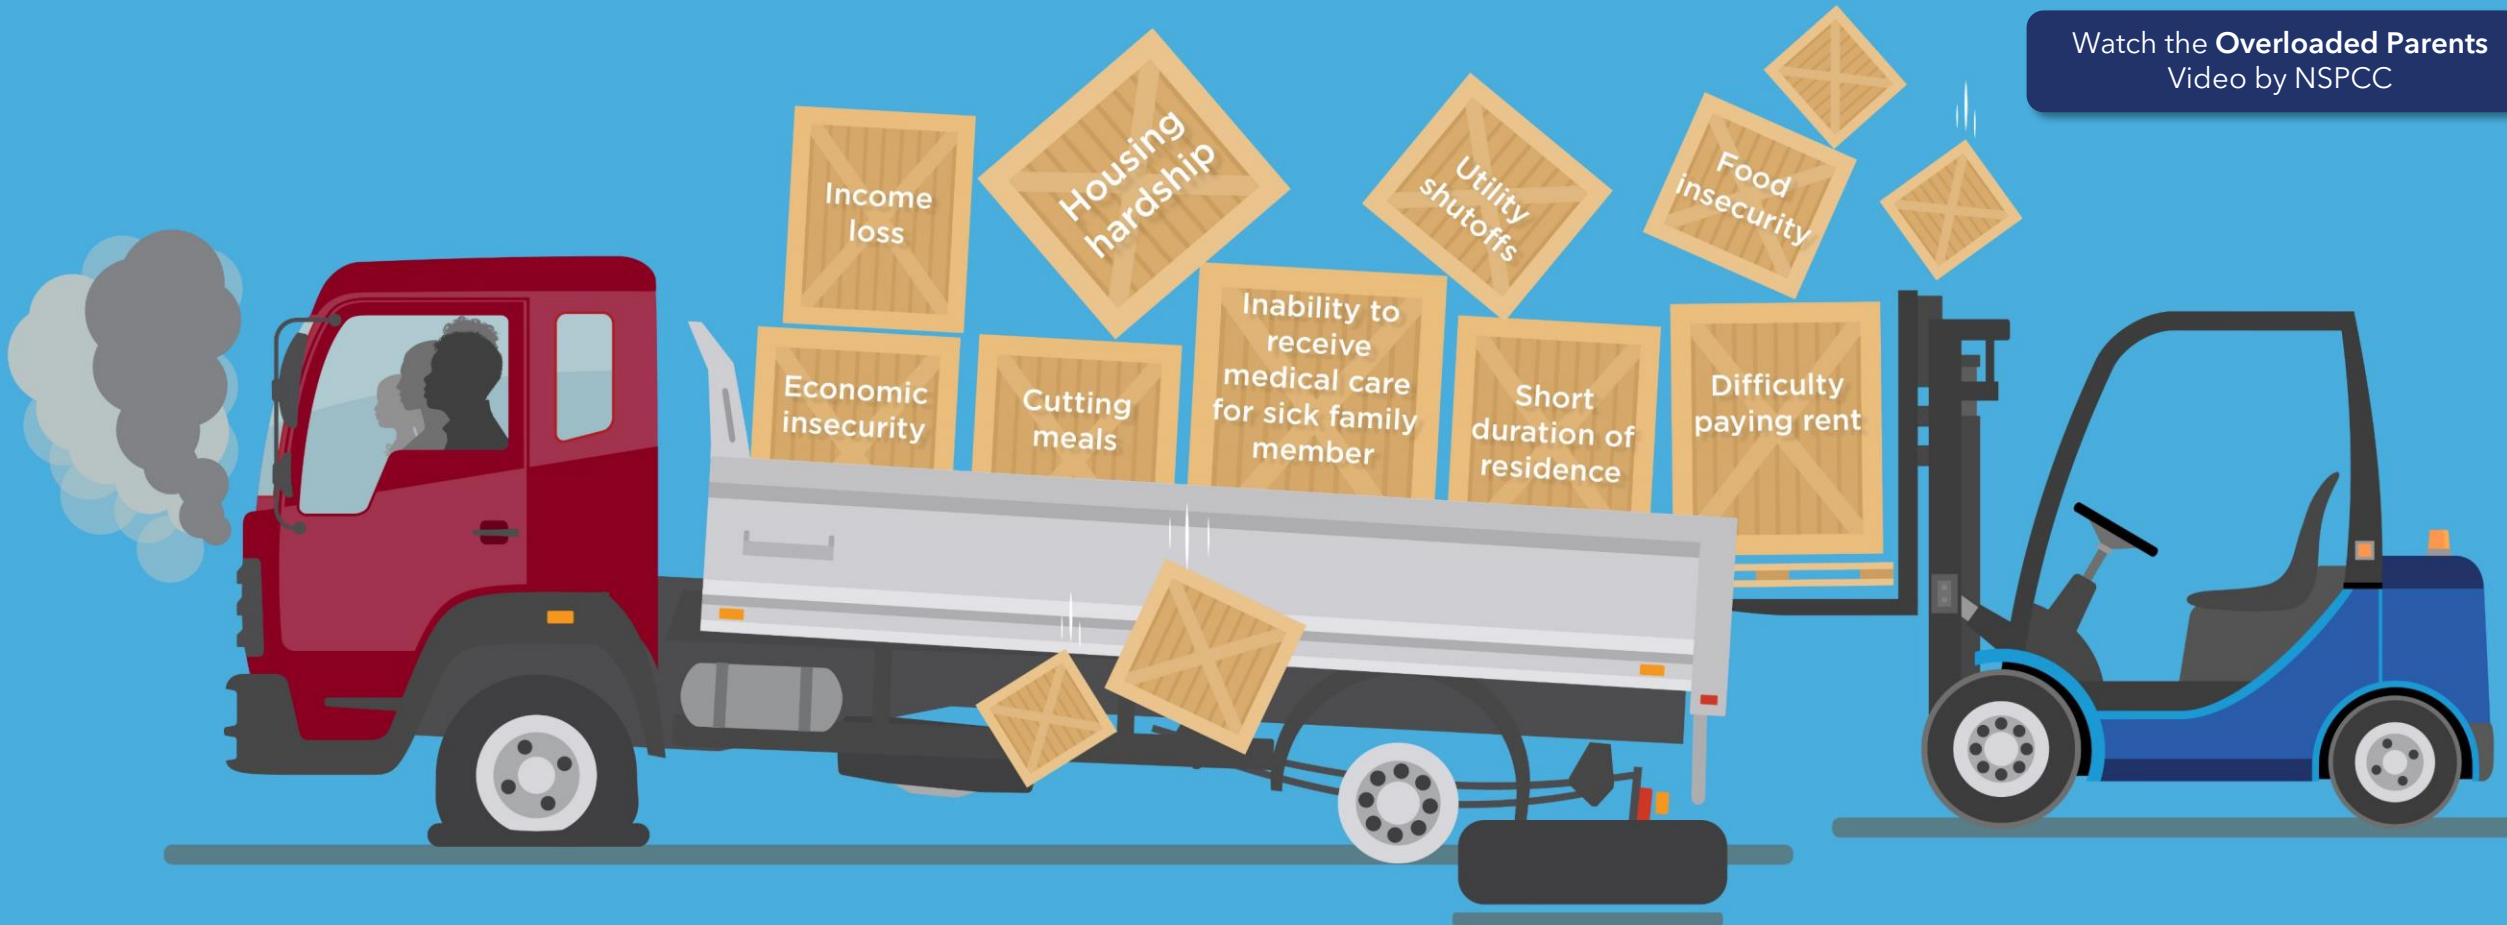 Watch the Overloaded Parents
Video by NSPCC
Income
loss
Housing
hardship
Utility
shutoffs
Food
insecurity
Economic
insecurity
Cutting
meals
Inability to
receive
medical care
for sick family
member
Short
duration of
residence
Difficulty
paying rent